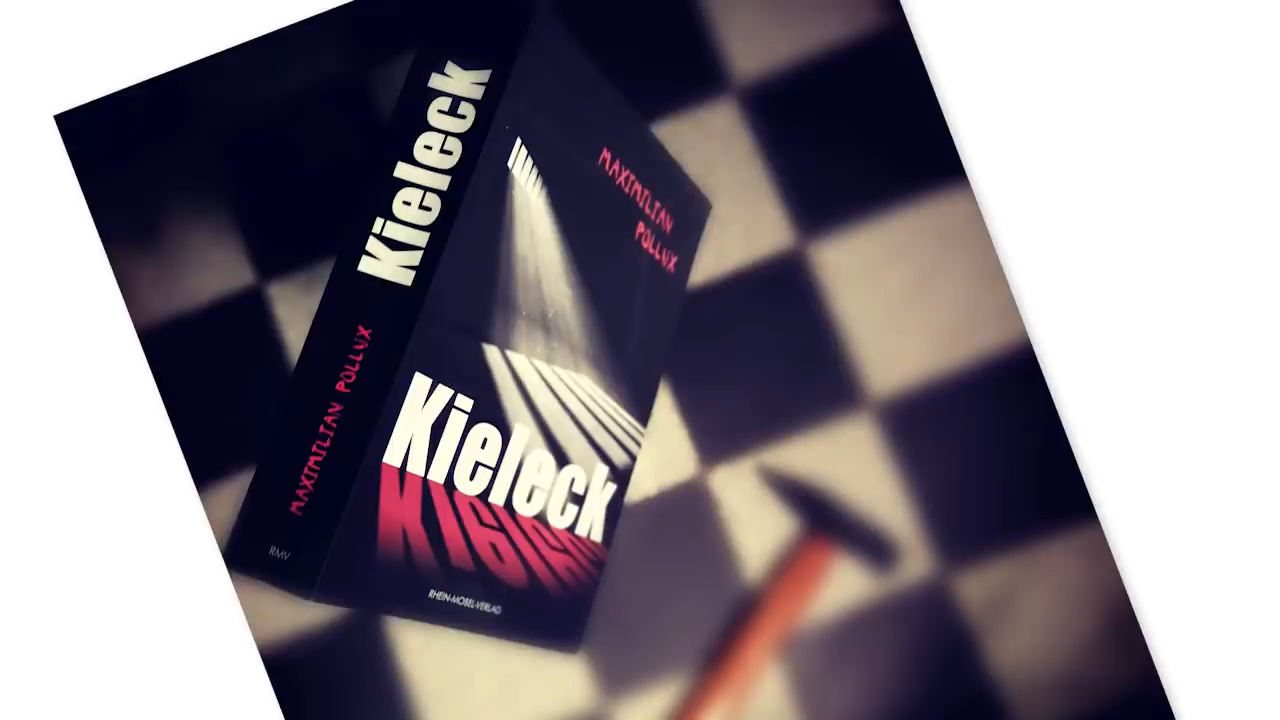 Kieleck
MAXIMILIAN POLLUX
RMV
MAXIMILIAN
POLLUX
Kieleck
RHEIN-MOSEL-VERLAG